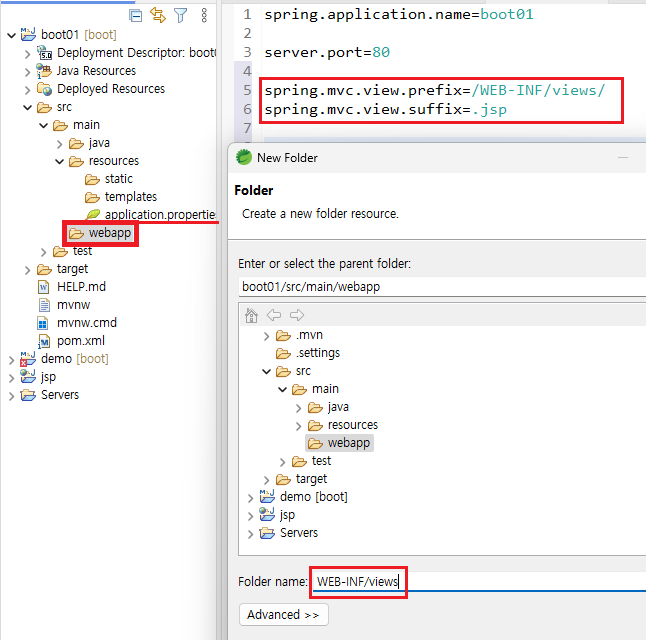 boot01 [boot]
Deployment Descriptor: boot
Java Resources
Deployed Resources
src
main
java
resources
static
templates
application.propertie
webapp
test
target
HELP.md
mvnw
mvnw.cmd
pom.xml
demo [boot]
jsp
Servers
1 spring.application.name=boot01
2
3 server.port=80
4
5 spring.mvc.view.prefix=/WEB-INF/views/
6 spring.mvc.view.suffix=.jsp
7
New Folder
Folder
Create a new folder resource.
Enter or select the parent folder:
boot01/src/main/webapp
.mvn
.settings
src
main
java
resources
webapp
test
target
demo [boot]
jsp
Servers
Folder name: WEB-INF/views
Advanced >>